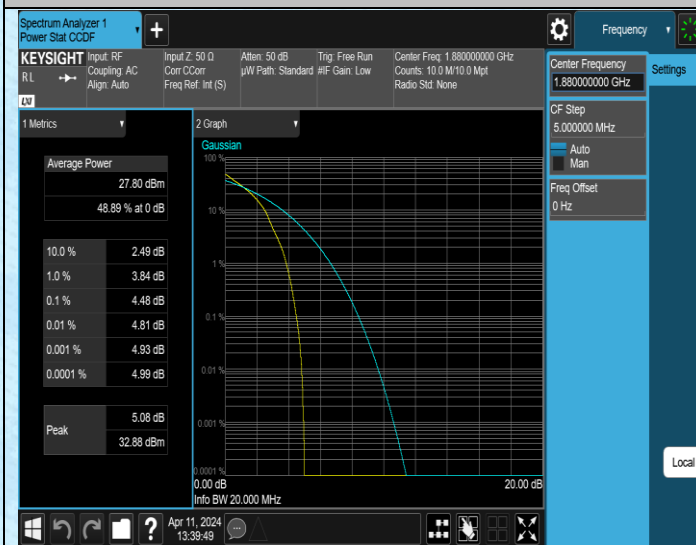 Spectrum Analyzer 1
Power Stat CCDF
Frequency
KEYSIGHT
R L
LXI
Input: RF
Coupling: AC
Align: Auto
Input Z: 50 Ω
Corr CCorr
Freq Ref: Int (S)
Atten: 50 dB
µW Path: Standard
Trig: Free Run
#IF Gain: Low
Center Freq: 1.880000000 GHz
Counts: 10.0 M/10.0 Mpt
Radio Std: None
Center Frequency
1.880000000 GHz
Settings
CF Step
5.000000 MHz
Auto
Man
Freq Offset
0 Hz
1 Metrics
Average Power
27.80 dBm
48.89 % at 0 dB
10.0 % 2.49 dB
1.0 % 3.84 dB
0.1 % 4.48 dB
0.01 % 4.81 dB
0.001 % 4.93 dB
0.0001 % 4.99 dB
Peak 5.08 dB
32.88 dBm
2 Graph
Gaussian
100 %
10 %
1 %
0.1 %
0.01 %
0.001 %
0.0001 %
0.00 dB 20.00 dB
Info BW 20.000 MHz
Local
?
Apr 11, 2024
13:39:49